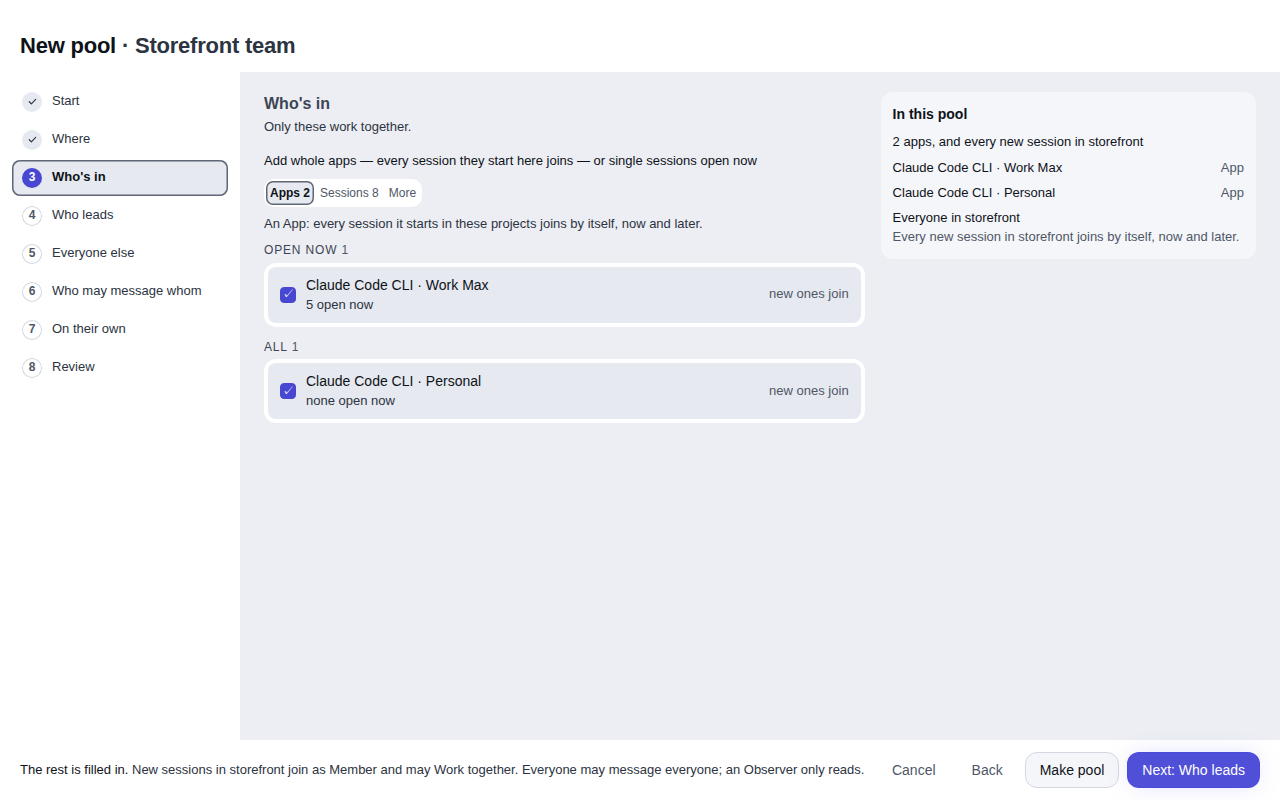 New pool · Storefront team
Start
Where
3 Who's in
4 Who leads
5 Everyone else
6 Who may message whom
7 On their own
8 Review
Who's in
Only these work together.
Add whole apps — every session they start here joins — or single sessions open now
Apps 2 Sessions 8 More
An App: every session it starts in these projects joins by itself, now and later.
OPEN NOW 1
Claude Code CLI · Work Max
5 open now
new ones join
ALL 1
Claude Code CLI · Personal
none open now
new ones join
In this pool
2 apps, and every new session in storefront
Claude Code CLI · Work Max App
Claude Code CLI · Personal App
Everyone in storefront
Every new session in storefront joins by itself, now and later.
The rest is filled in. New sessions in storefront join as Member and may Work together. Everyone may message everyone; an Observer only reads.
Cancel Back Make pool Next: Who leads